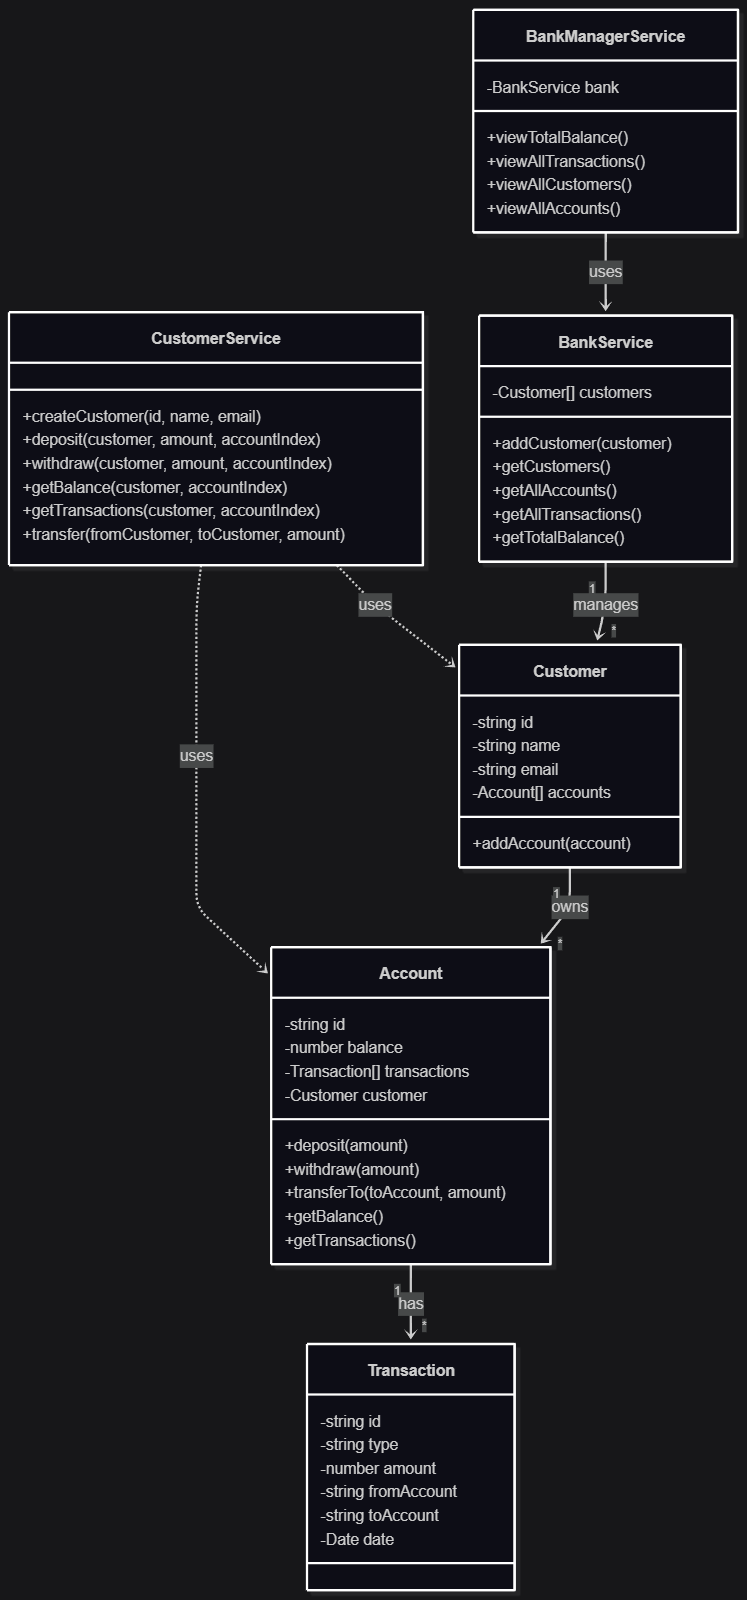 BankManagerService
-BankService bank
+viewTotalBalance()
+viewAllTransactions()
+viewAllCustomers()
+viewAllAccounts()
uses
CustomerService
+createCustomer(id, name, email)
+deposit(customer, amount, accountIndex)
+withdraw(customer, amount, accountIndex)
+getBalance(customer, accountIndex)
+getTransactions(customer, accountIndex)
+transfer(fromCustomer, toCustomer, amount)
BankService
-Customer[] customers
+addCustomer(customer)
+getCustomers()
+getAllAccounts()
+getAllTransactions()
+getTotalBalance()
uses
1
manages
*
Customer
-string id
-string name
-string email
-Account[] accounts
+addAccount(account)
uses
1
owns
*
Account
-string id
-number balance
-Transaction[] transactions
-Customer customer
+deposit(amount)
+withdraw(amount)
+transferTo(toAccount, amount)
+getBalance()
+getTransactions()
1
has
*
Transaction
-string id
-string type
-number amount
-string fromAccount
-string toAccount
-Date date